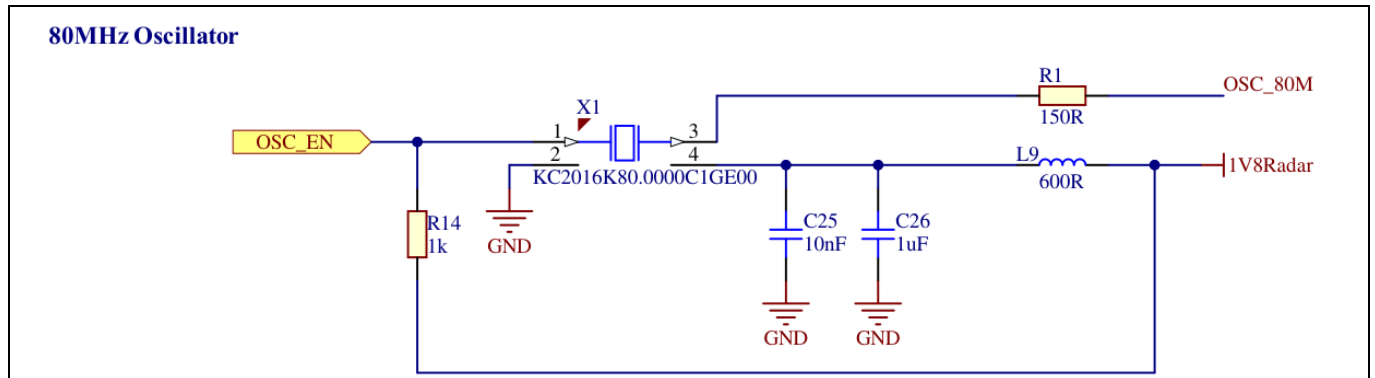 80MHz Oscillator
R1
OSC_80M
150R
X1
OSC_EN
1
3
2
4
L9
1V8Radar
KC2016K80.0000C1GE00
600R
R14
1k
GND
C25
10nF
C26
1uF
GND
GND